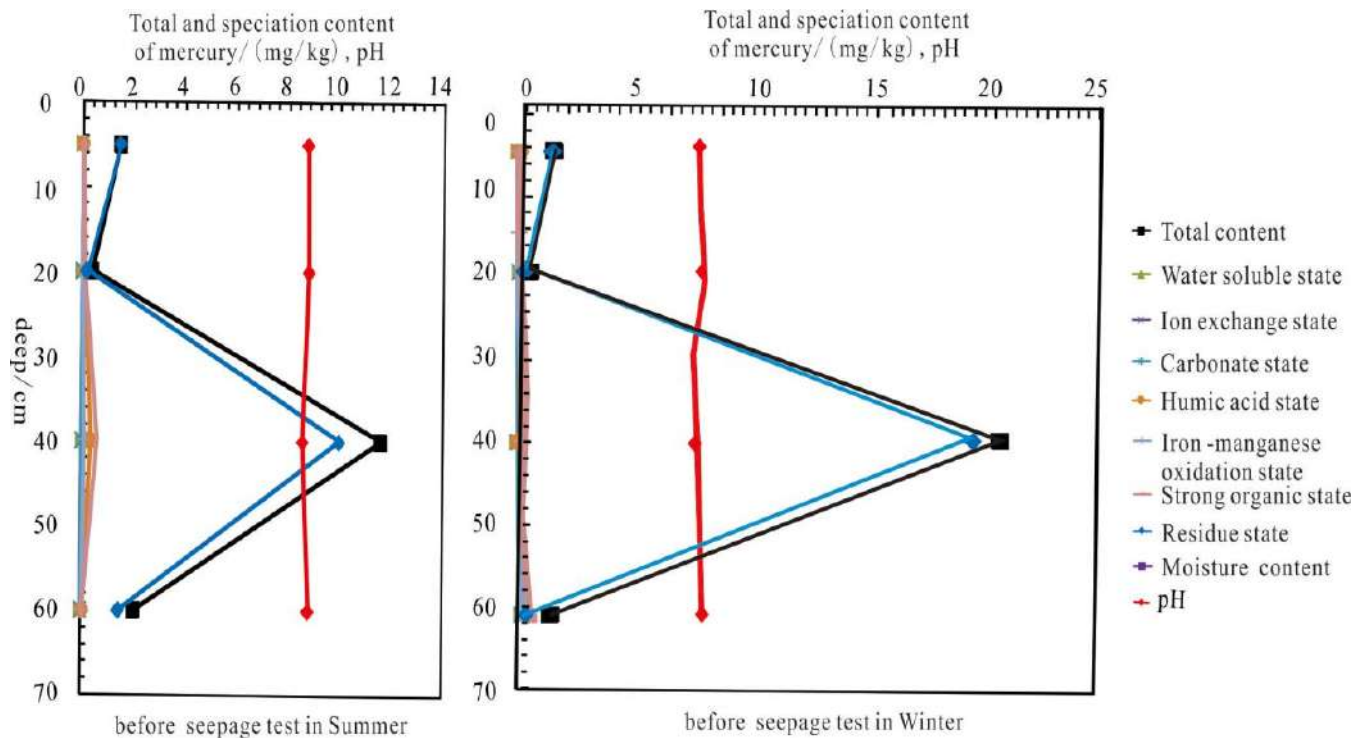 Total and speciation content
of mercury/ (mg/kg) , pH
0 2 4 6 8 10 12 14
0
10
20
30
40
50
60
70
deep/cm
before seepage test in Summer
Total and speciation content
of mercury/ (mg/kg) , pH
0 5 10 15 20 25
0
10
20
30
40
50
60
70
before seepage test in Winter
Total content
Water soluble state
Ion exchange state
Carbonate state
Humic acid state
Iron -manganese
oxidation state
Strong organic state
Residue state
Moisture content
pH